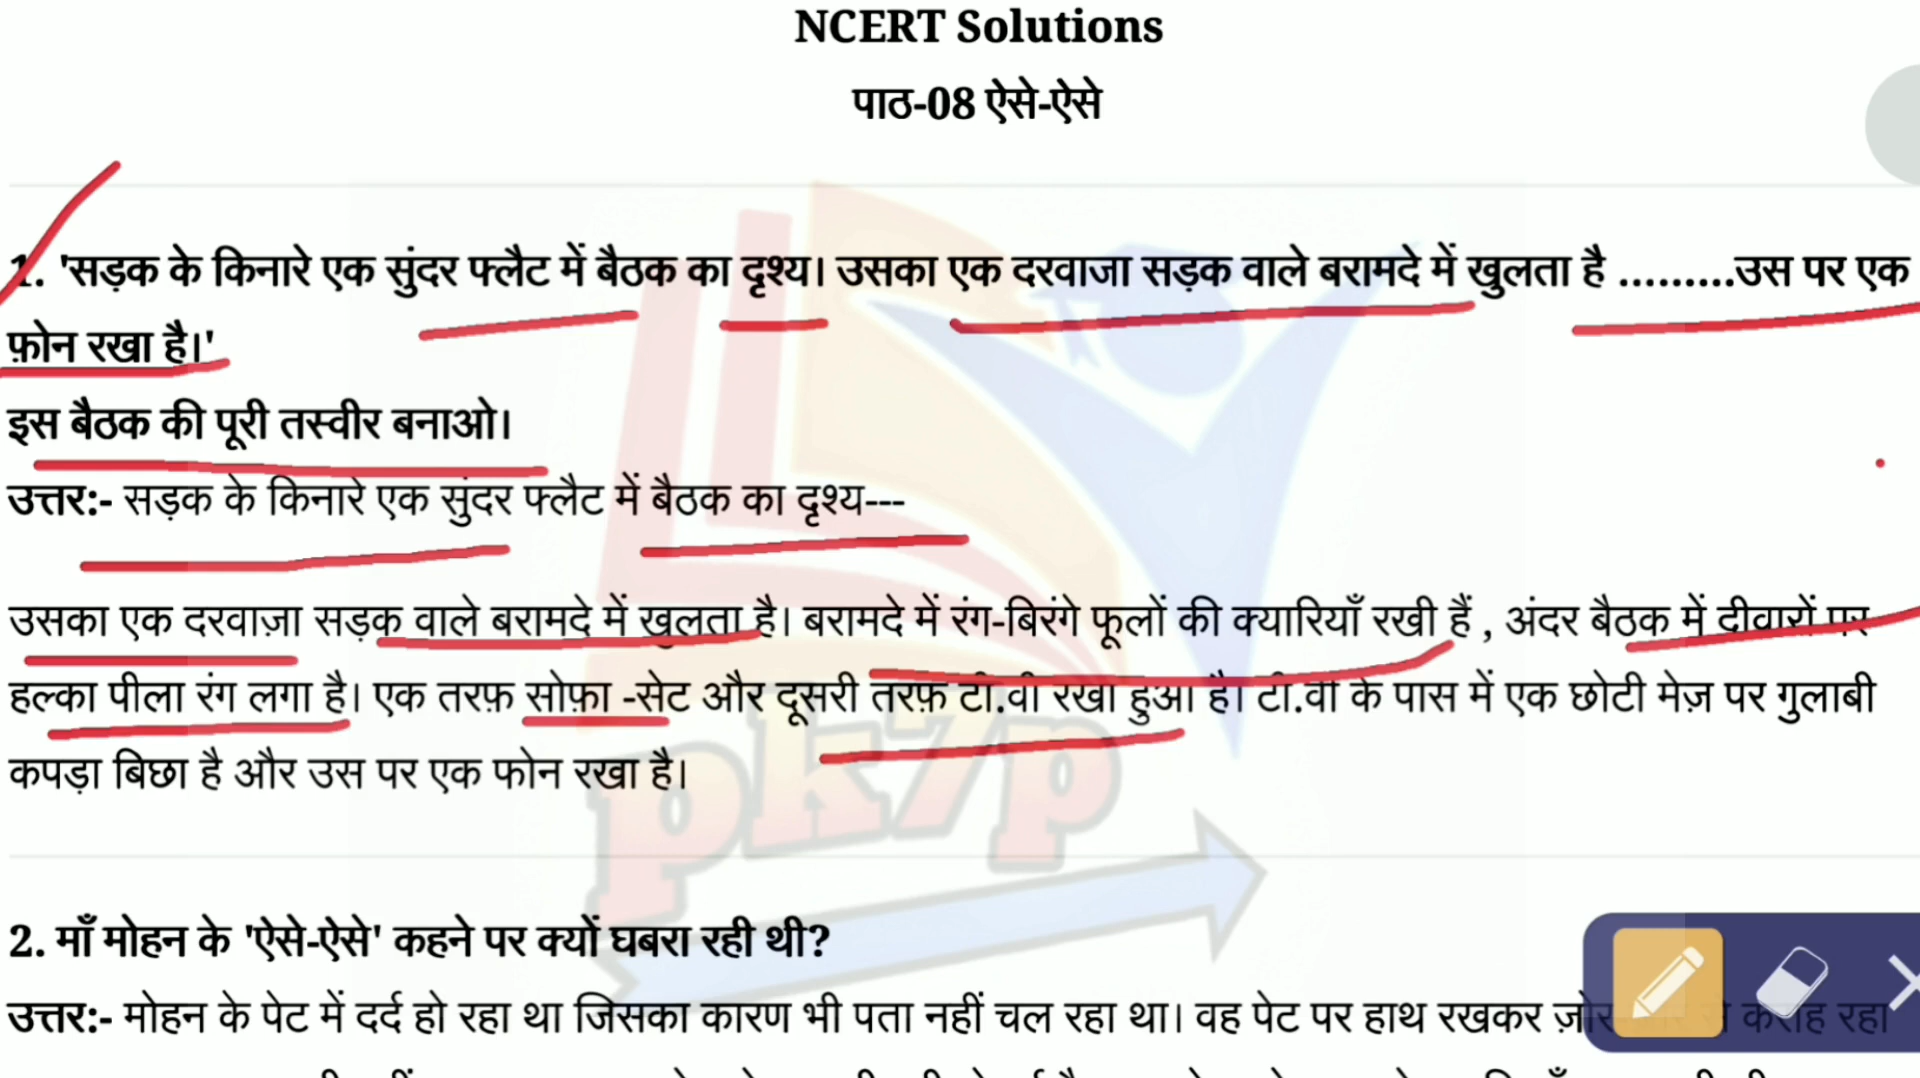 NCERT Solutions
पाठ-08 ऐसे-ऐसे
1. 'सड़क के किनारे एक सुंदर फ्लैट में बैठक का दृश्य। उसका एक दरवाजा सड़क वाले बरामदे में खुलता है .........उस पर एक
फ़ोन रखा है।'
इस बैठक की पूरी तस्वीर बनाओ।
उत्तर:- सड़क के किनारे एक सुंदर फ्लैट में बैठक का दृश्य---
उसका एक दरवाज़ा सड़क वाले बरामदे में खुलता है। बरामदे में रंग-बिरंगे फूलों की क्यारियाँ रखी हैं , अंदर बैठक में दीवारों पर
हल्का पीला रंग लगा है। एक तरफ़ सोफ़ा -सेट और दूसरी तरफ़ टी.वी रखा हुआ है। टी.वी के पास में एक छोटी मेज़ पर गुलाबी
कपड़ा बिछा है और उस पर एक फोन रखा है।
pk7p
2. माँ मोहन के 'ऐसे-ऐसे' कहने पर क्यों घबरा रही थी?
उत्तर:- मोहन के पेट में दर्द हो रहा था जिसका कारण भी पता नहीं चल रहा था। वह पेट पर हाथ रखकर ज़ोर से कराह रहा